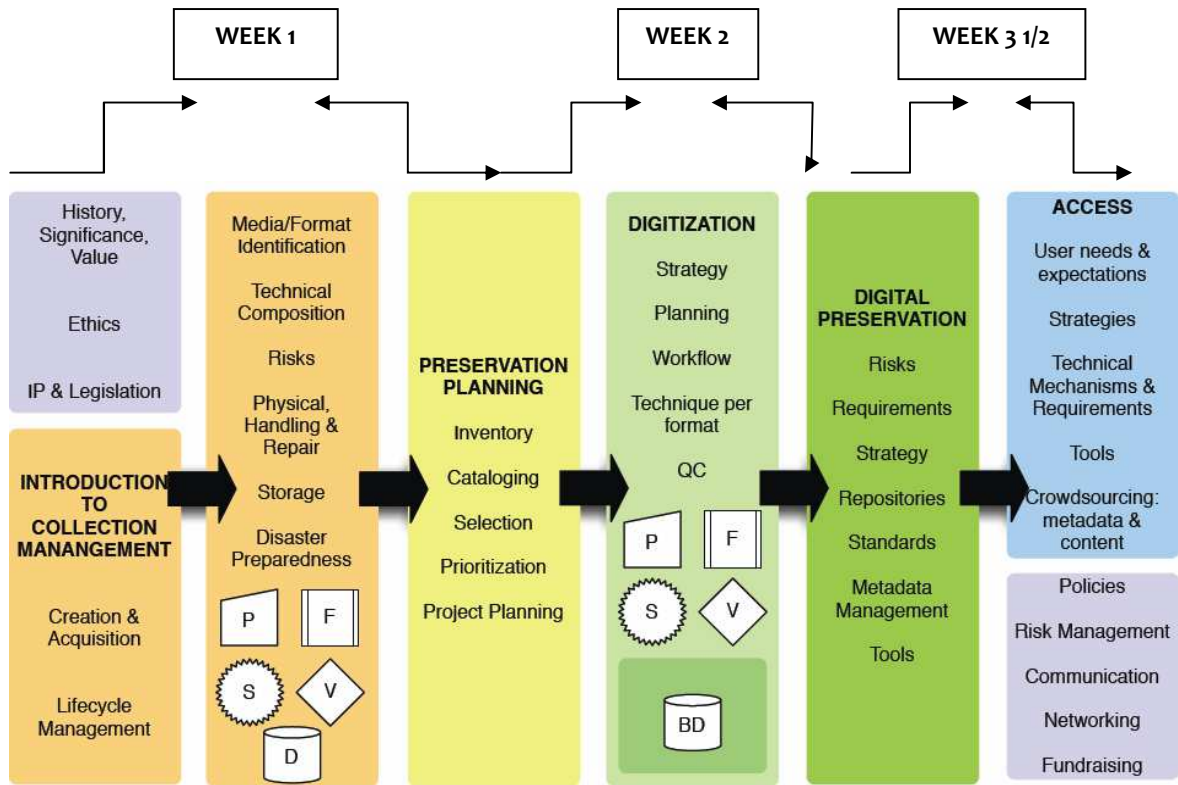 WEEK 1
WEEK 2
WEEK 3 1/2
History,
Significance,
Value
Ethics
IP & Legislation
INTRODUCTION
TO
COLLECTION
MANANGEMENT
Creation &
Acquisition
Lifecycle
Management
Media/Format
Identification
Technical
Composition
Risks
Physical,
Handling &
Repair
Storage
Disaster
Preparedness
P
F
S
V
D
PRESERVATION
PLANNING
Inventory
Cataloging
Selection
Prioritization
Project Planning
DIGITIZATION
Strategy
Planning
Workflow
Technique per
format
QC
P
F
S
V
BD
DIGITAL
PRESERVATION
Risks
Requirements
Strategy
Repositories
Standards
Metadata
Management
Tools
ACCESS
User needs &
expectations
Strategies
Technical
Mechanisms &
Requirements
Tools
Crowdsourcing:
metadata &
content
Policies
Risk Management
Communication
Networking
Fundraising